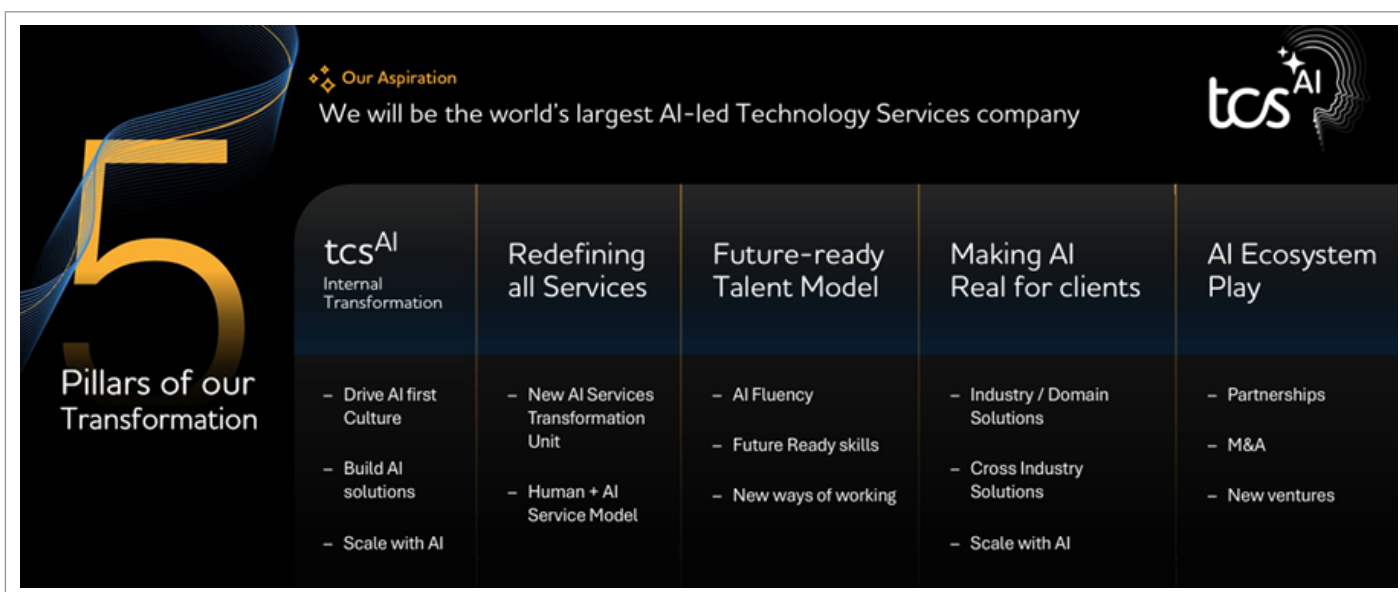 Our Aspiration
We will be the world's largest AI-led Technology Services company
tcsAI
5
Pillars of our
Transformation
tcsAI
Internal
Transformation
– Drive AI first
Culture
– Build AI
solutions
– Scale with AI
Redefining
all Services
– New AI Services
Transformation
Unit
– Human + AI
Service Model
Future-ready
Talent Model
– AI Fluency
– Future Ready skills
– New ways of working
Making AI
Real for clients
– Industry / Domain
Solutions
– Cross Industry
Solutions
– Scale with AI
AI Ecosystem
Play
– Partnerships
– M&A
– New ventures